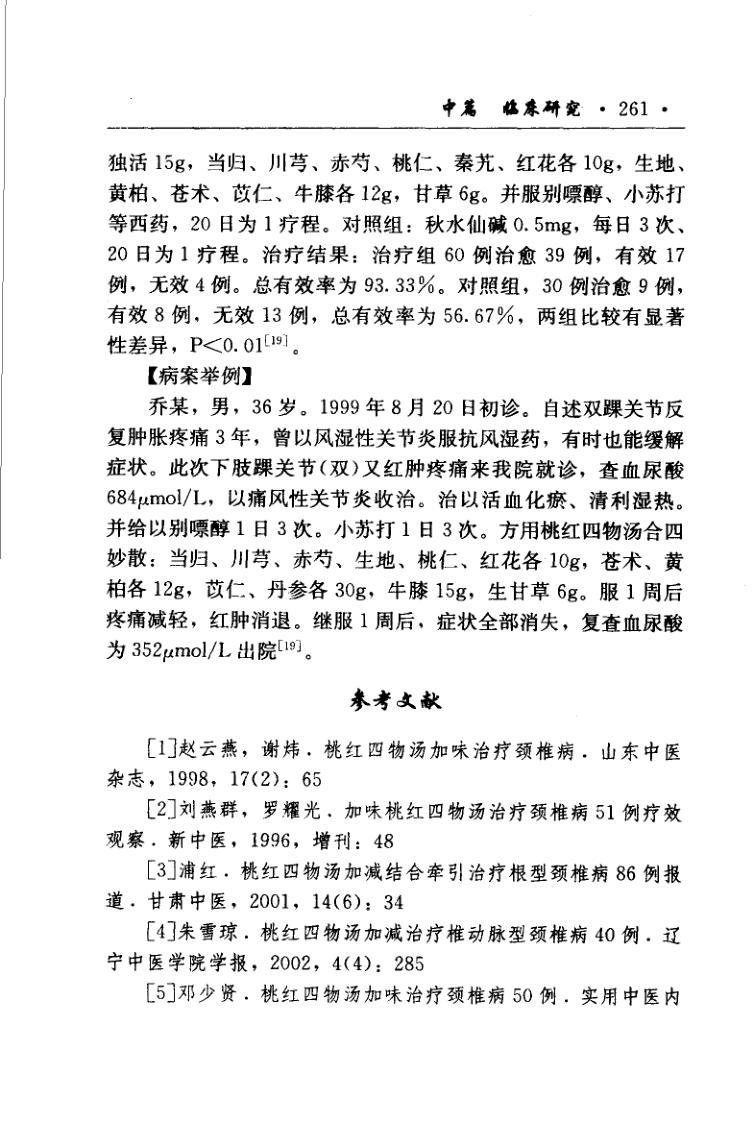 中篇 临床研究 · 261 ·
独活 15g，当归、川芎、赤芍、桃仁、秦艽、红花各 10g，生地、
黄柏、苍术、苡仁、牛膝各 12g，甘草 6g。并服别嘌醇、小苏打
等西药，20 日为 1 疗程。对照组：秋水仙碱 0.5mg，每日 3 次、
20 日为 1 疗程。治疗结果：治疗组 60 例治愈 39 例，有效 17
例，无效 4 例。总有效率为 93.33%。对照组，30 例治愈 9 例，
有效 8 例，无效 13 例，总有效率为 56.67%，两组比较有显著
性差异，P<0.01[19]。
【病案举例】
乔某，男，36 岁。1999 年 8 月 20 日初诊。自述双踝关节反
复肿胀疼痛 3 年，曾以风湿性关节炎服抗风湿药，有时也能缓解
症状。此次下肢踝关节(双)又红肿疼痛来我院就诊，查血尿酸
684μmol/L，以痛风性关节炎收治。治以活血化瘀、清利湿热。
并给以别嘌醇 1 日 3 次。小苏打 1 日 3 次。方用桃红四物汤合四
妙散：当归、川芎、赤芍、生地、桃仁、红花各 10g，苍术、黄
柏各 12g，苡仁、丹参各 30g，牛膝 15g，生甘草 6g。服 1 周后
疼痛减轻，红肿消退。继服 1 周后，症状全部消失，复查血尿酸
为 352μmol/L 出院[19]。
参考文献
[1]赵云燕，谢炜．桃红四物汤加味治疗颈椎病．山东中医
杂志，1998，17(2)：65
[2]刘燕群，罗耀光．加味桃红四物汤治疗颈椎病 51 例疗效
观察．新中医，1996，增刊：48
[3]浦红．桃红四物汤加减结合牵引治疗根型颈椎病 86 例报
道．甘肃中医，2001，14(6)：34
[4]朱雪琼．桃红四物汤加减治疗椎动脉型颈椎病 40 例．辽
宁中医学院学报，2002，4(4)：285
[5]邓少贤．桃红四物汤加味治疗颈椎病 50 例．实用中医内